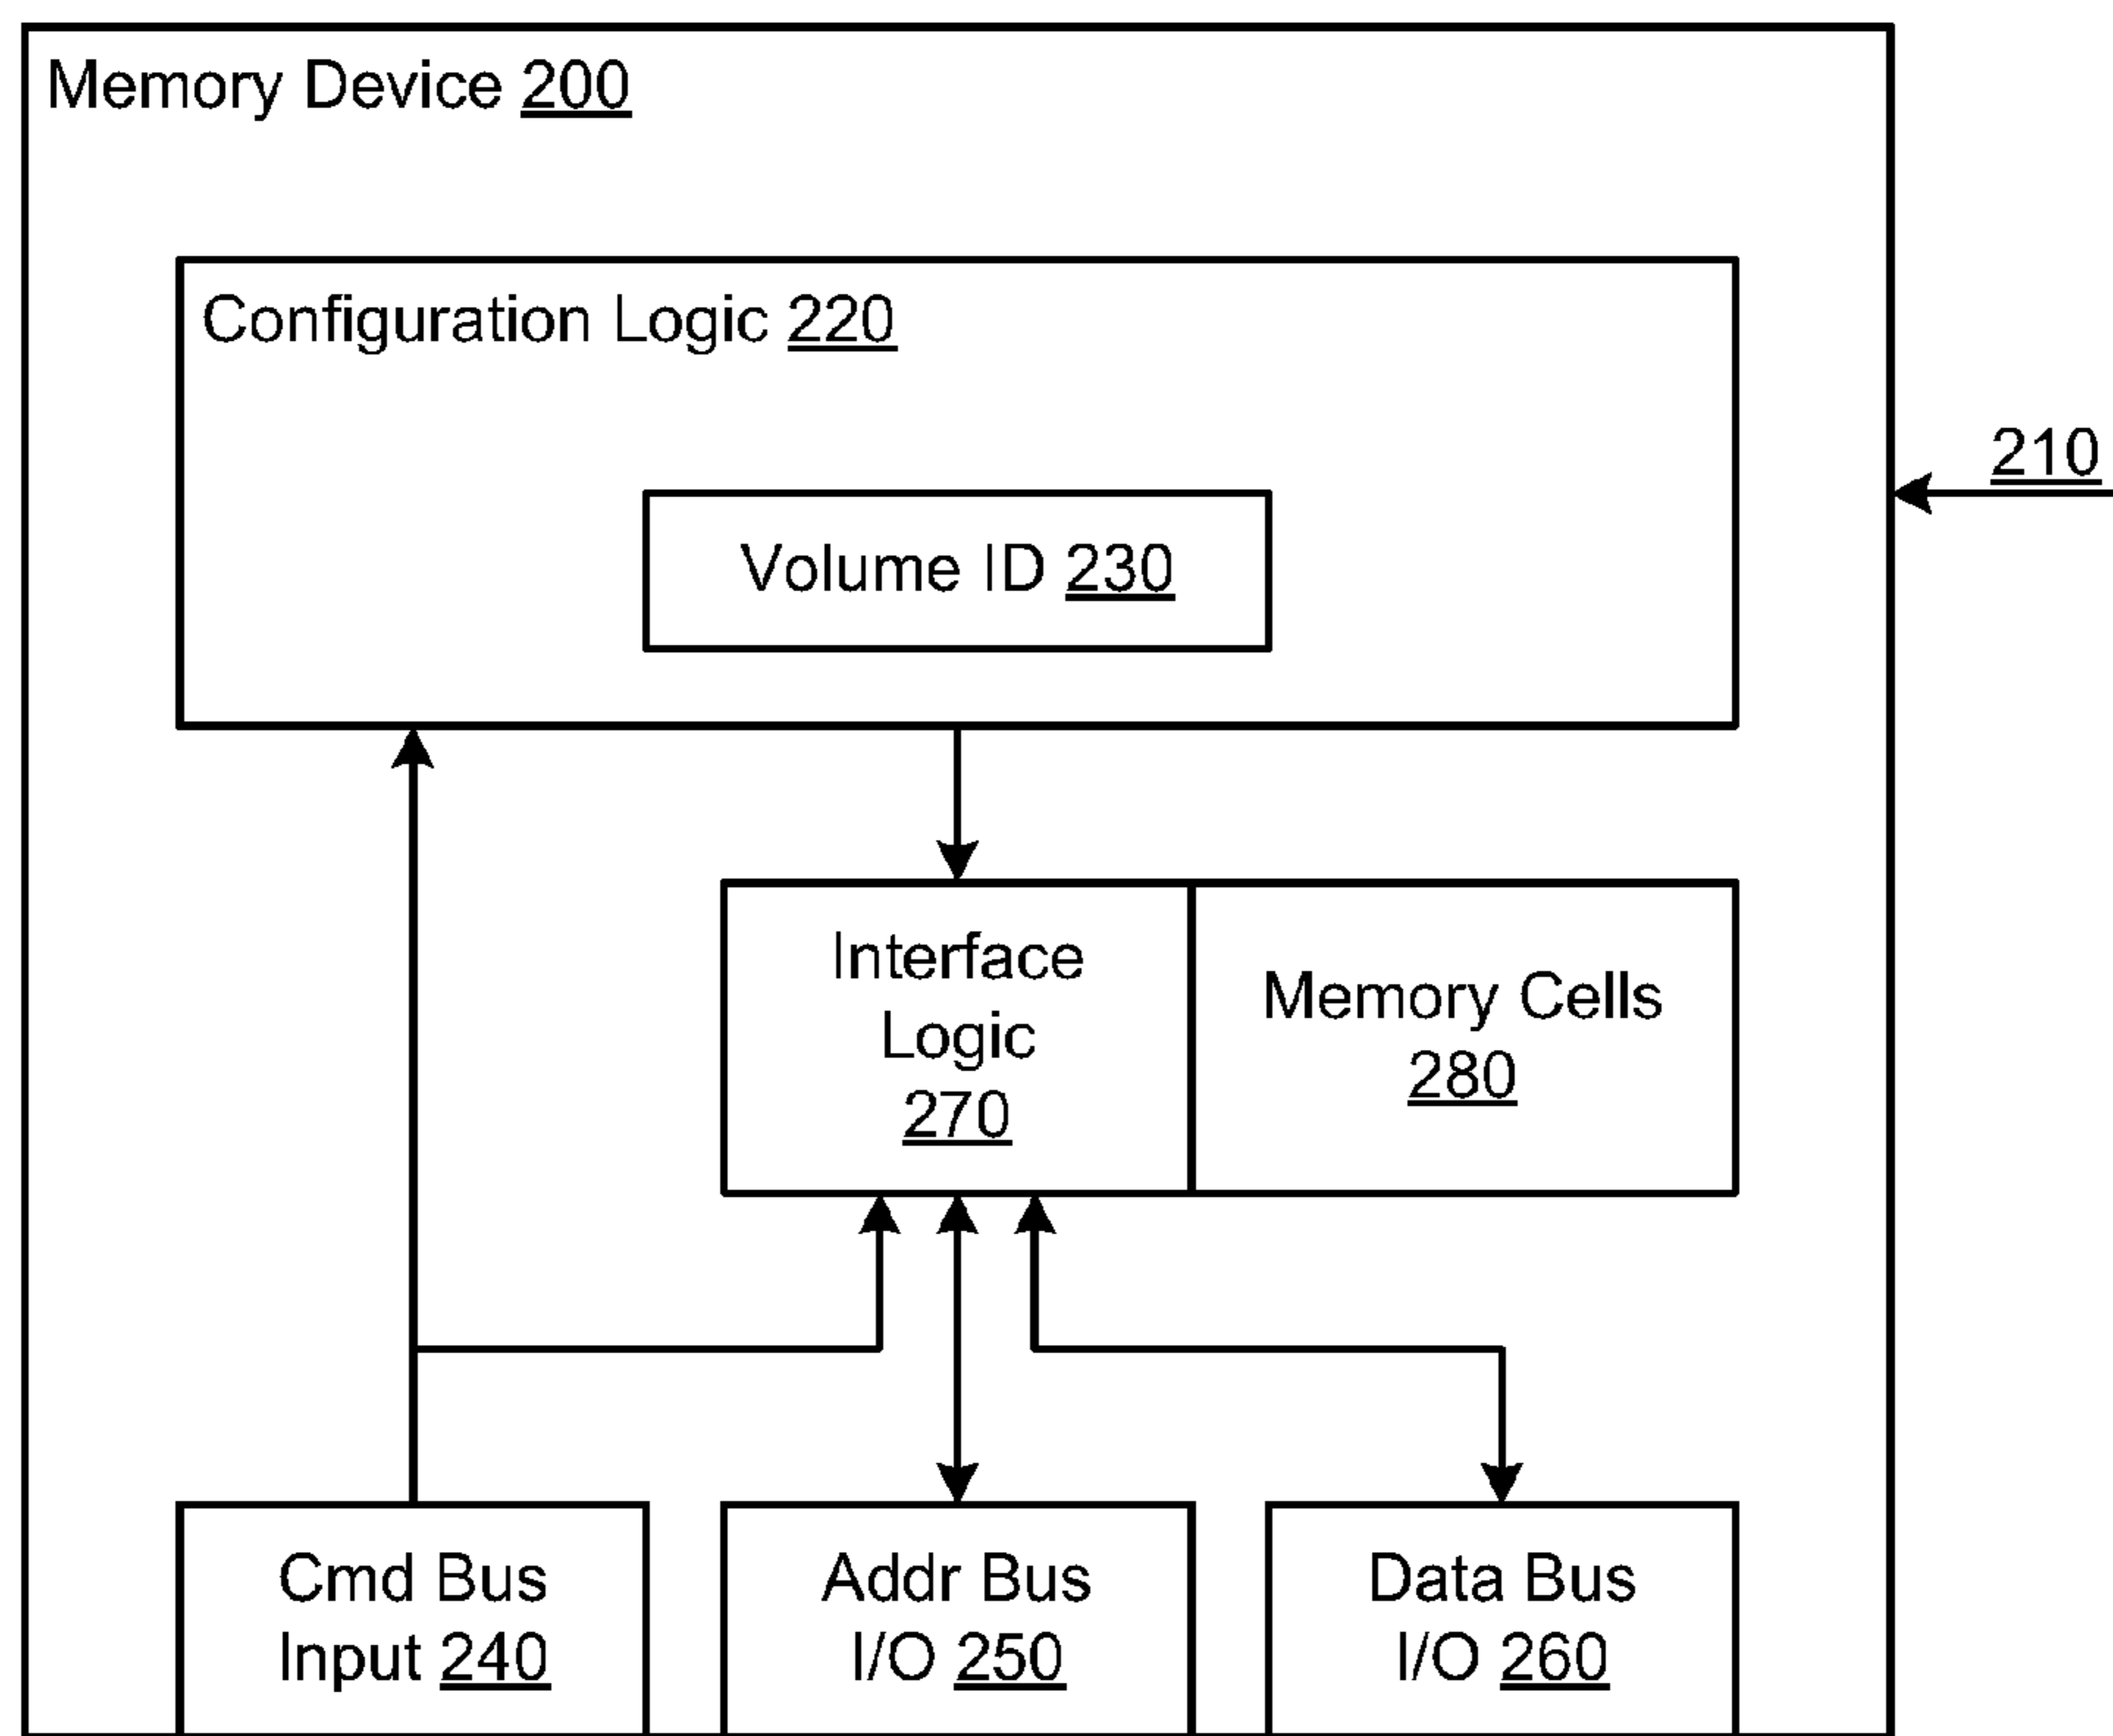 Memory Device 200
Configuration Logic 220
210
Volume ID 230
Interface
Logic
270
Memory Cells
280
Cmd Bus
Input 240
Addr Bus
I/O 250
Data Bus
I/O 260